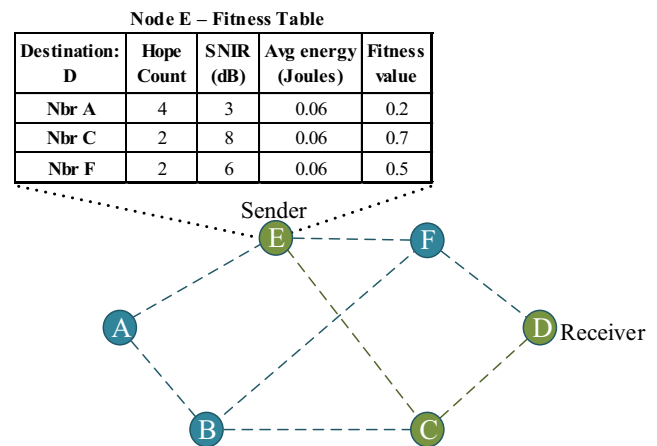 Node E – Fitness Table
Destination: D Hope Count SNIR (dB) Avg energy (Joules) Fitness value
Nbr A 4 3 0.06 0.2
Nbr C 2 8 0.06 0.7
Nbr F 2 6 0.06 0.5
Sender
E
F
A
D Receiver
B
C